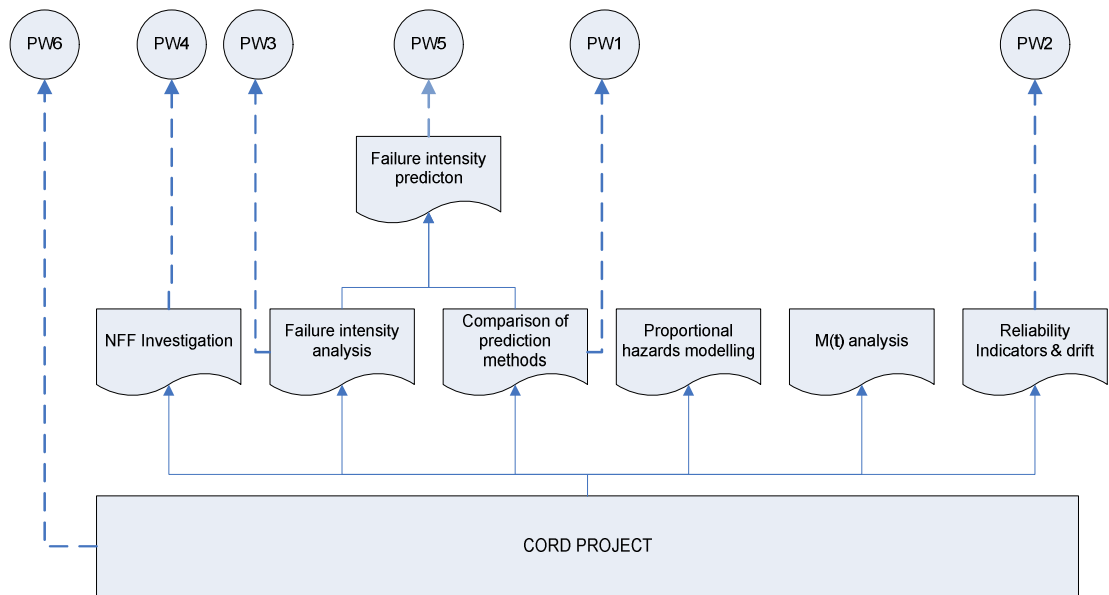 PW6
PW4
PW3
PW5
PW1
PW2
Failure intensity
predicton
NFF Investigation
Failure intensity
analysis
Comparison of
prediction
methods
Proportional
hazards modelling
M(t) analysis
Reliability
Indicators & drift
CORD PROJECT